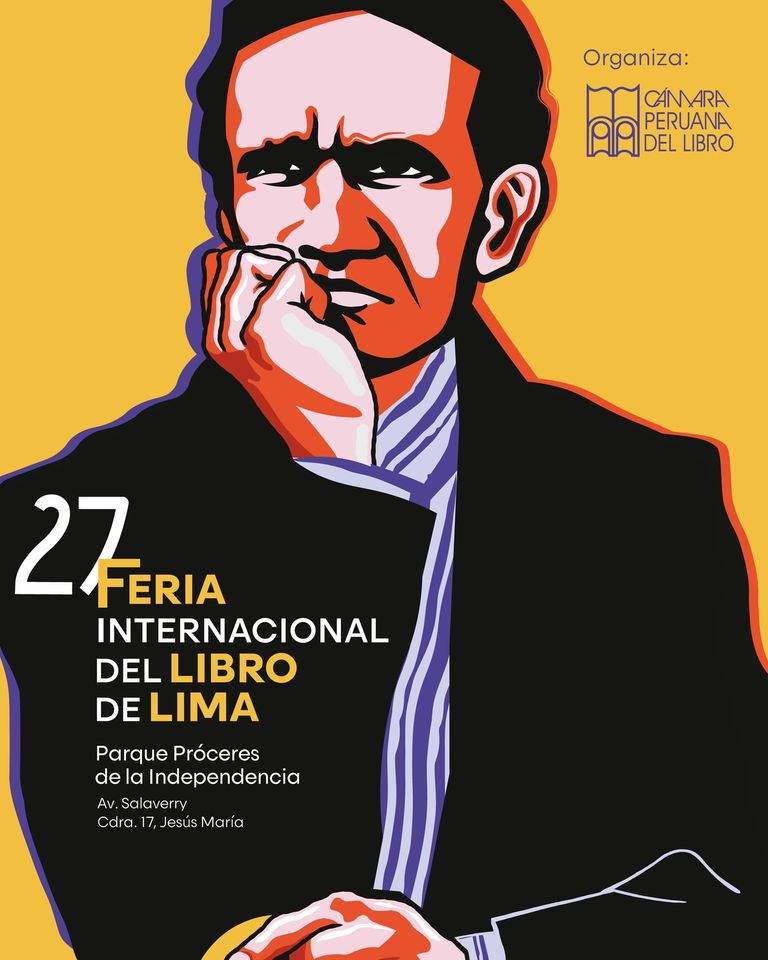 Organiza:
CÁMARA
PERUANA
DEL LIBRO
27
FERIA
INTERNACIONAL
DEL LIBRO
DE LIMA
Parque Próceres
de la Independencia
Av. Salaverry
Cdra. 17, Jesús María